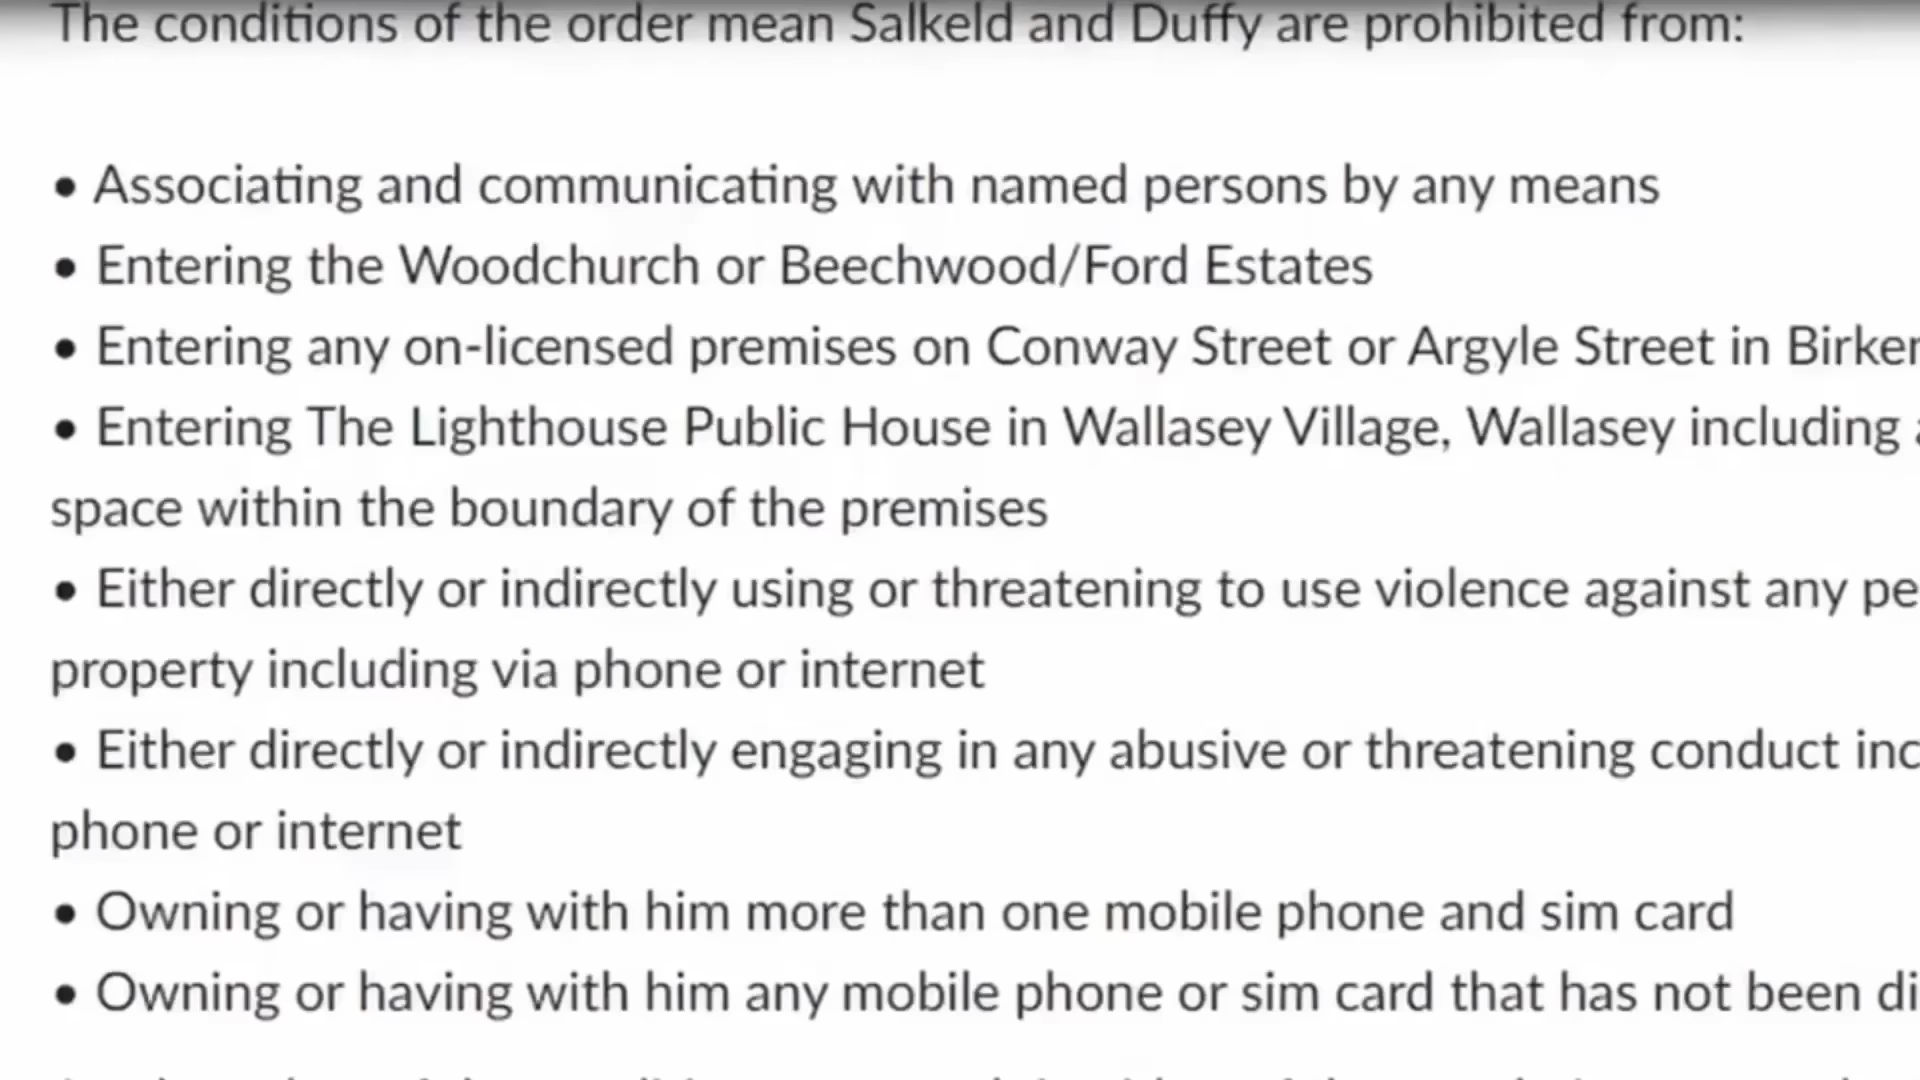 The conditions of the order mean Salkeld and Duffy are prohibited from:
• Associating and communicating with named persons by any means
• Entering the Woodchurch or Beechwood/Ford Estates
• Entering any on-licensed premises on Conway Street or Argyle Street in Birken
• Entering The Lighthouse Public House in Wallasey Village, Wallasey including a
space within the boundary of the premises
• Either directly or indirectly using or threatening to use violence against any pe
property including via phone or internet
• Either directly or indirectly engaging in any abusive or threatening conduct inc
phone or internet
• Owning or having with him more than one mobile phone and sim card
• Owning or having with him any mobile phone or sim card that has not been di